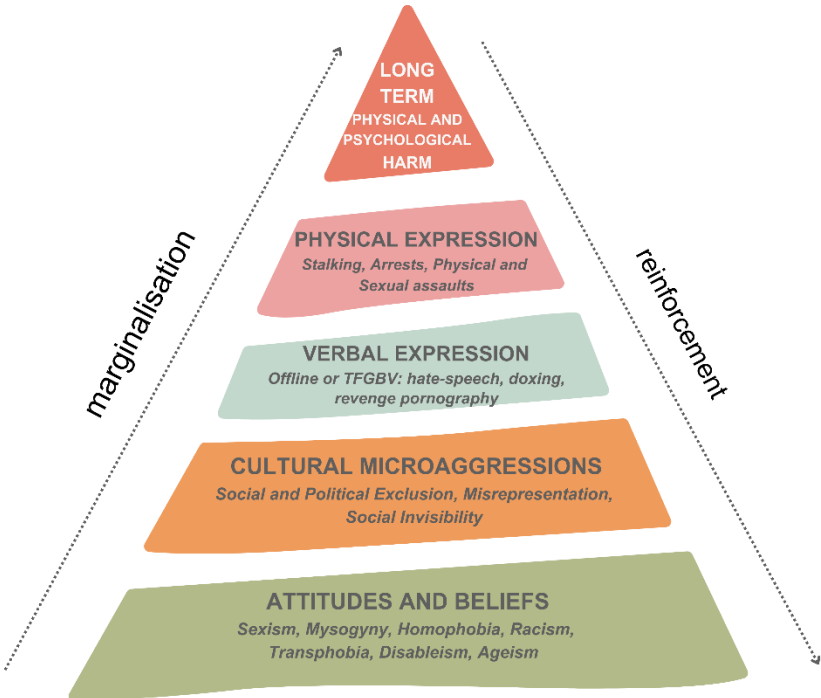 LONG
TERM
PHYSICAL AND
PSYCHOLOGICAL
HARM
marginalisation
reinforcement
PHYSICAL EXPRESSION
Stalking, Arrests, Physical and
Sexual assaults
VERBAL EXPRESSION
Offline or TFGBV: hate-speech, doxing,
revenge pornography
CULTURAL MICROAGGRESSIONS
Social and Political Exclusion, Misrepresentation,
Social Invisibility
ATTITUDES AND BELIEFS
Sexism, Mysogyny, Homophobia, Racism,
Transphobia, Disableism, Ageism